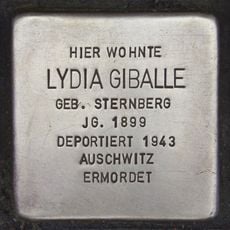 HIER WOHNTE
LYDIA GIBALLE
GEB. STERNBERG
JG. 1899
DEPORTIERT 1943
AUSCHWITZ
ERMORDET